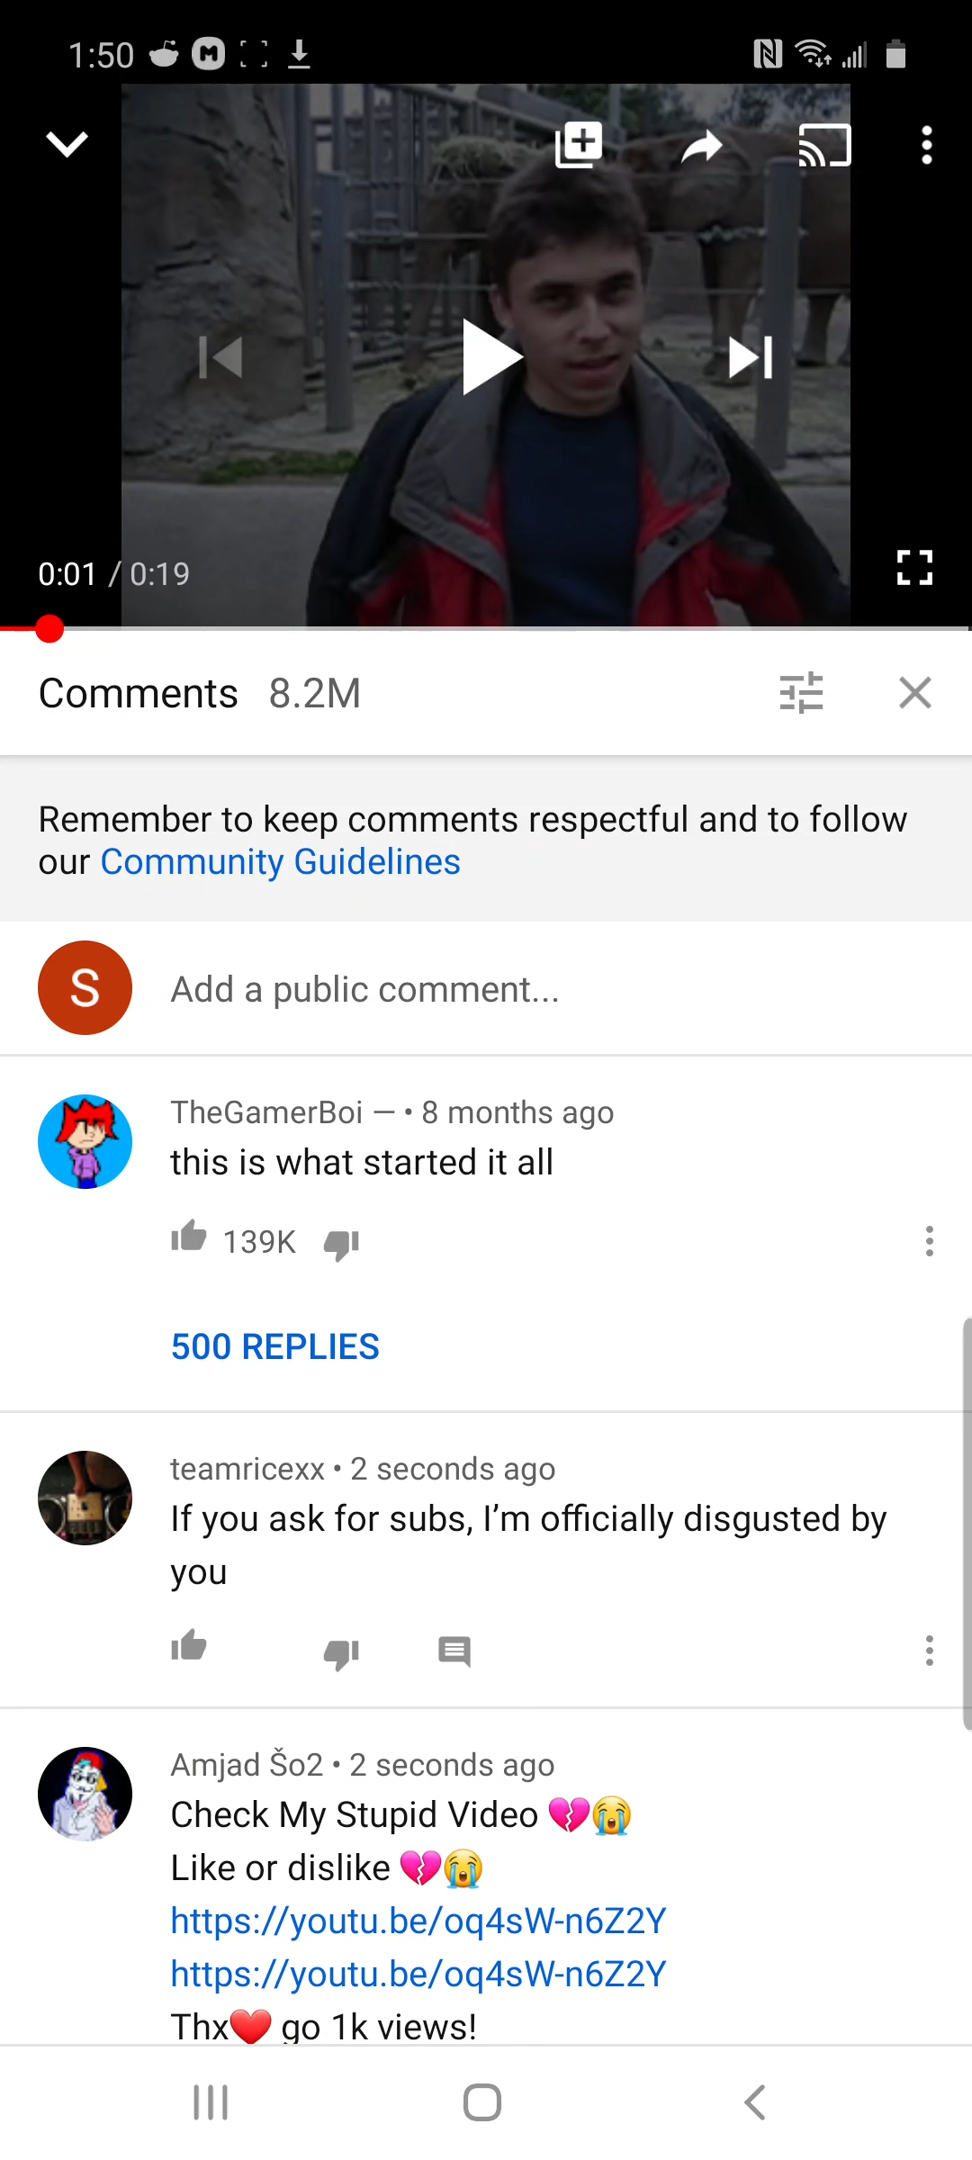 1:50
0:01 / 0:19
Comments 8.2M
Remember to keep comments respectful and to follow
our Community Guidelines
S
Add a public comment...
TheGamerBoi — • 8 months ago
this is what started it all
139K
500 REPLIES
teamricexx • 2 seconds ago
If you ask for subs, I’m officially disgusted by
you
Amjad Šo2 • 2 seconds ago
Check My Stupid Video 💔😭
Like or dislike 💔😭
https://youtu.be/oq4sW-n6Z2Y
https://youtu.be/oq4sW-n6Z2Y
Thx❤️ go 1k views!